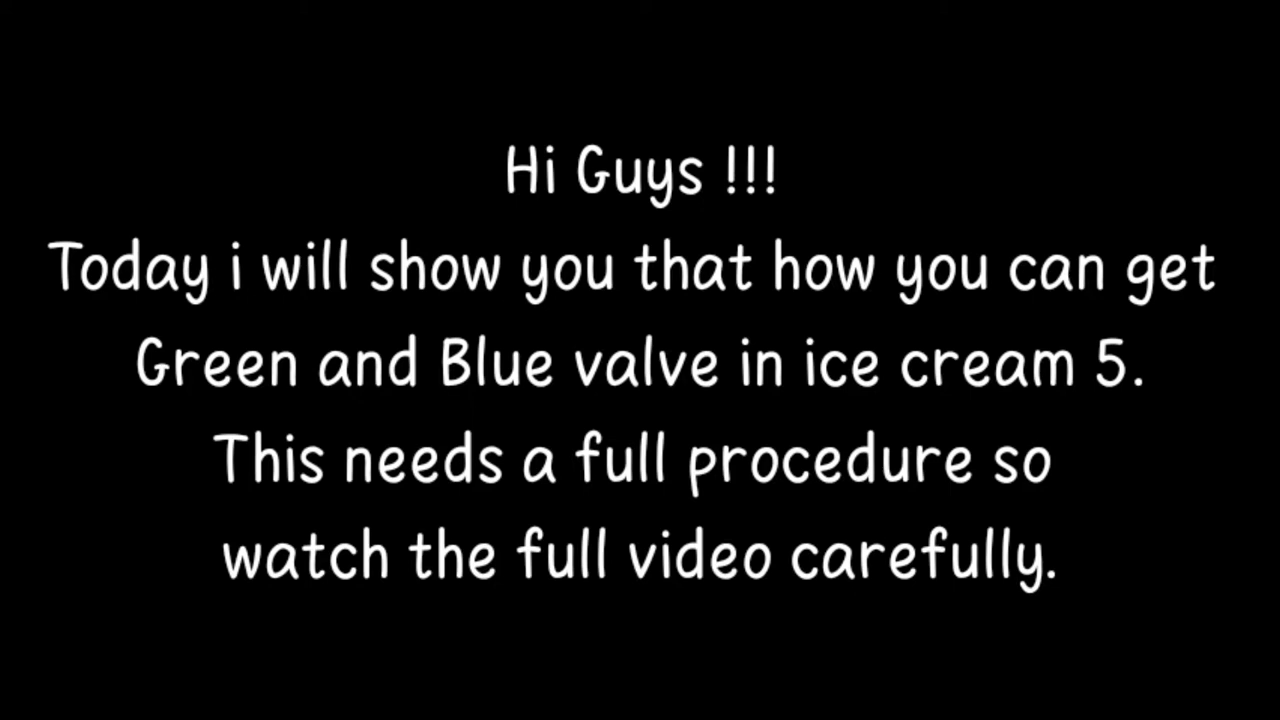 Hi Guys !!!
Today i will show you that how you can get
Green and Blue valve in ice cream 5.
This needs a full procedure so
watch the full video carefully.